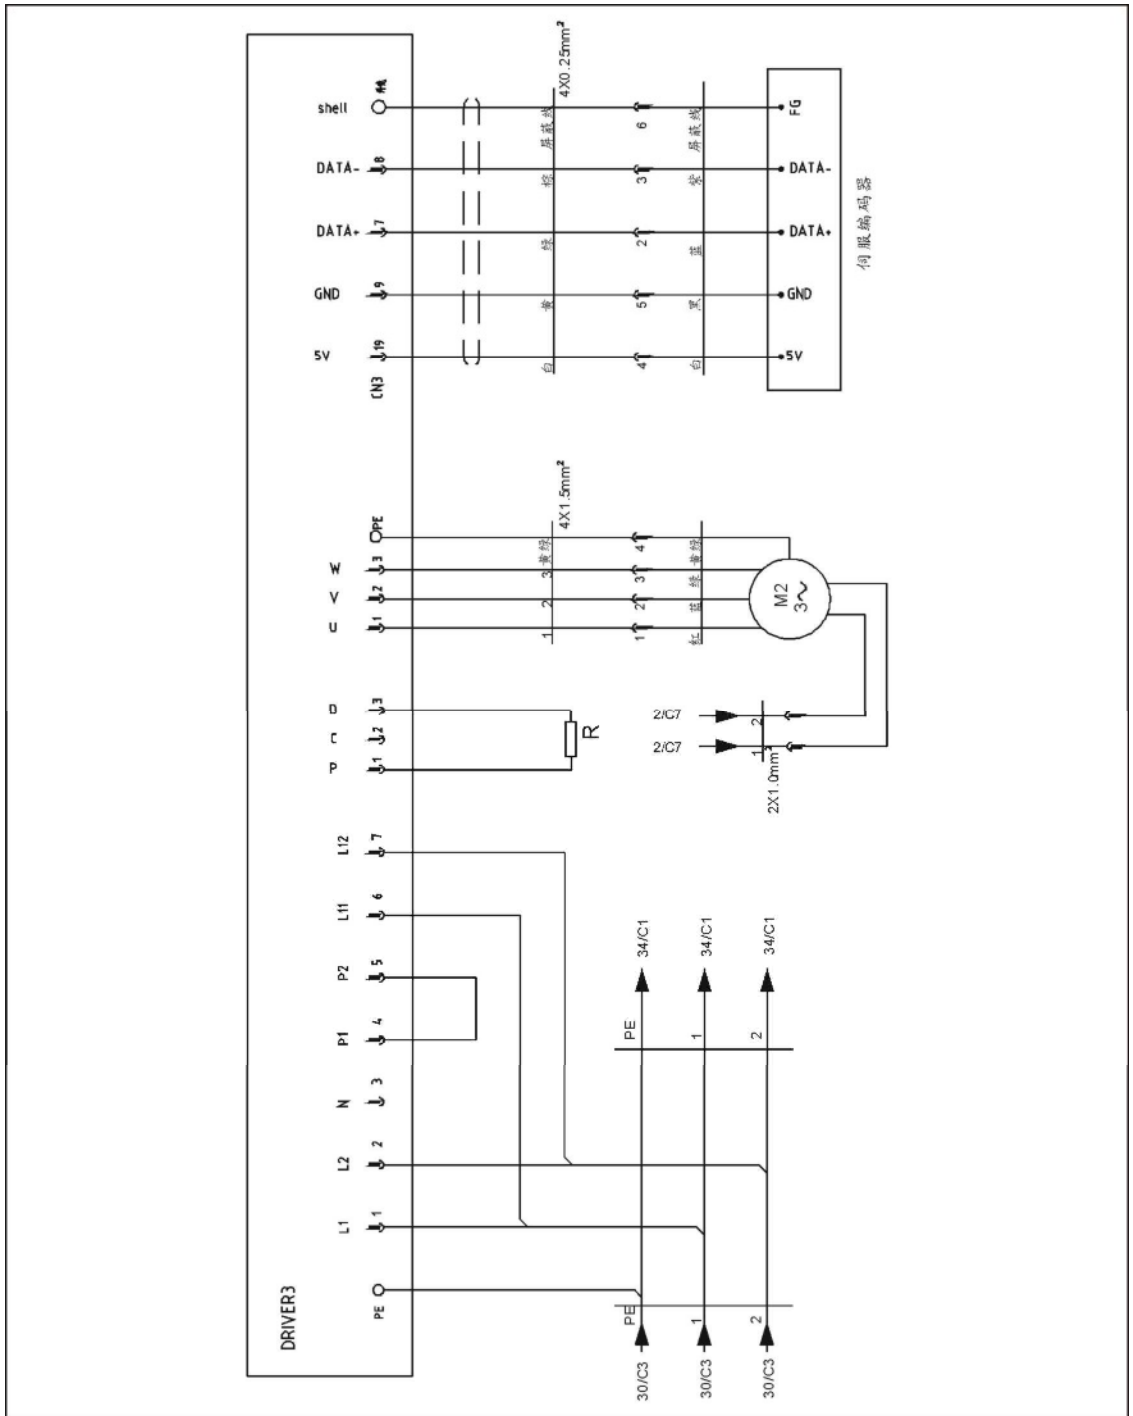 4X0.25mm²
shell
屏蔽线
6
屏蔽线
FG
DATA-
8
棕
3
紫
DATA-
DATA+
7
绿
2
蓝
DATA+
伺服编码器
GND
9
黄
5
黑
GND
5V
19
白
4
白
5V
CN3
4X1.5mm²
PE
黄绿
4
黄绿
W
3
3
3
绿
V
2
2
2
蓝
U
1
1
1
红
M2
3~
D
3
C
2
P
1
R
2/C7
2
2/C7
1
2X1.0mm²
L12
7
L11
6
P2
5
P1
4
N
3
L2
2
L1
1
PE
DRIVER3
34/C1
34/C1
34/C1
PE
1
2
PE
1
2
30/C3
30/C3
30/C3